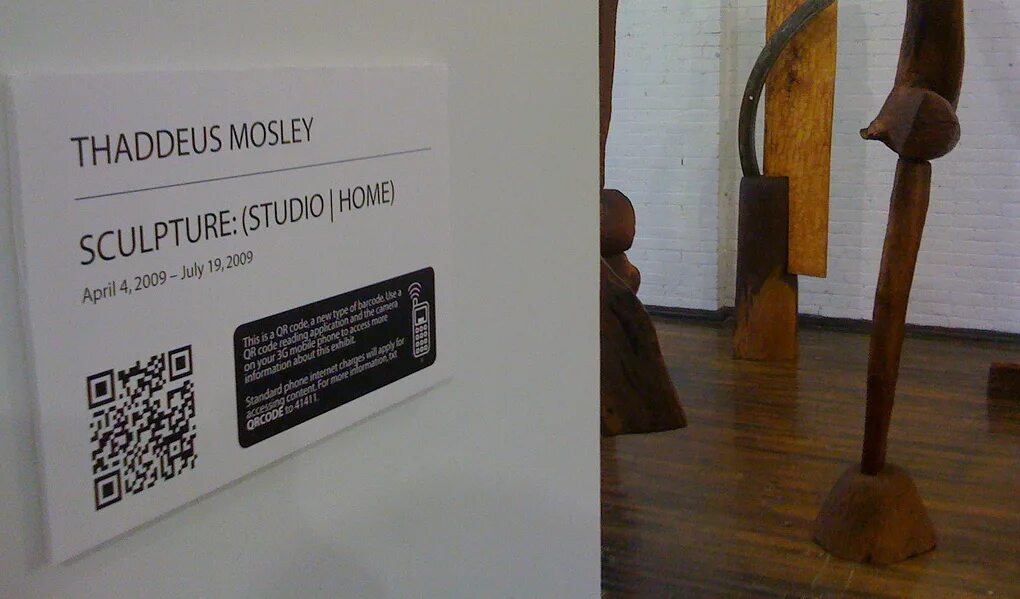 THADDEUS MOSLEY
SCULPTURE: (STUDIO | HOME)
April 4, 2009 – July 19, 2009
This is a QR code, a new type of barcode. Use a
QR code reading application and the camera
on your 3G mobile phone to access more
information about this exhibit.
Standard phone internet charges will apply for
accessing content. For more information, txt
QRCODE to 41411.